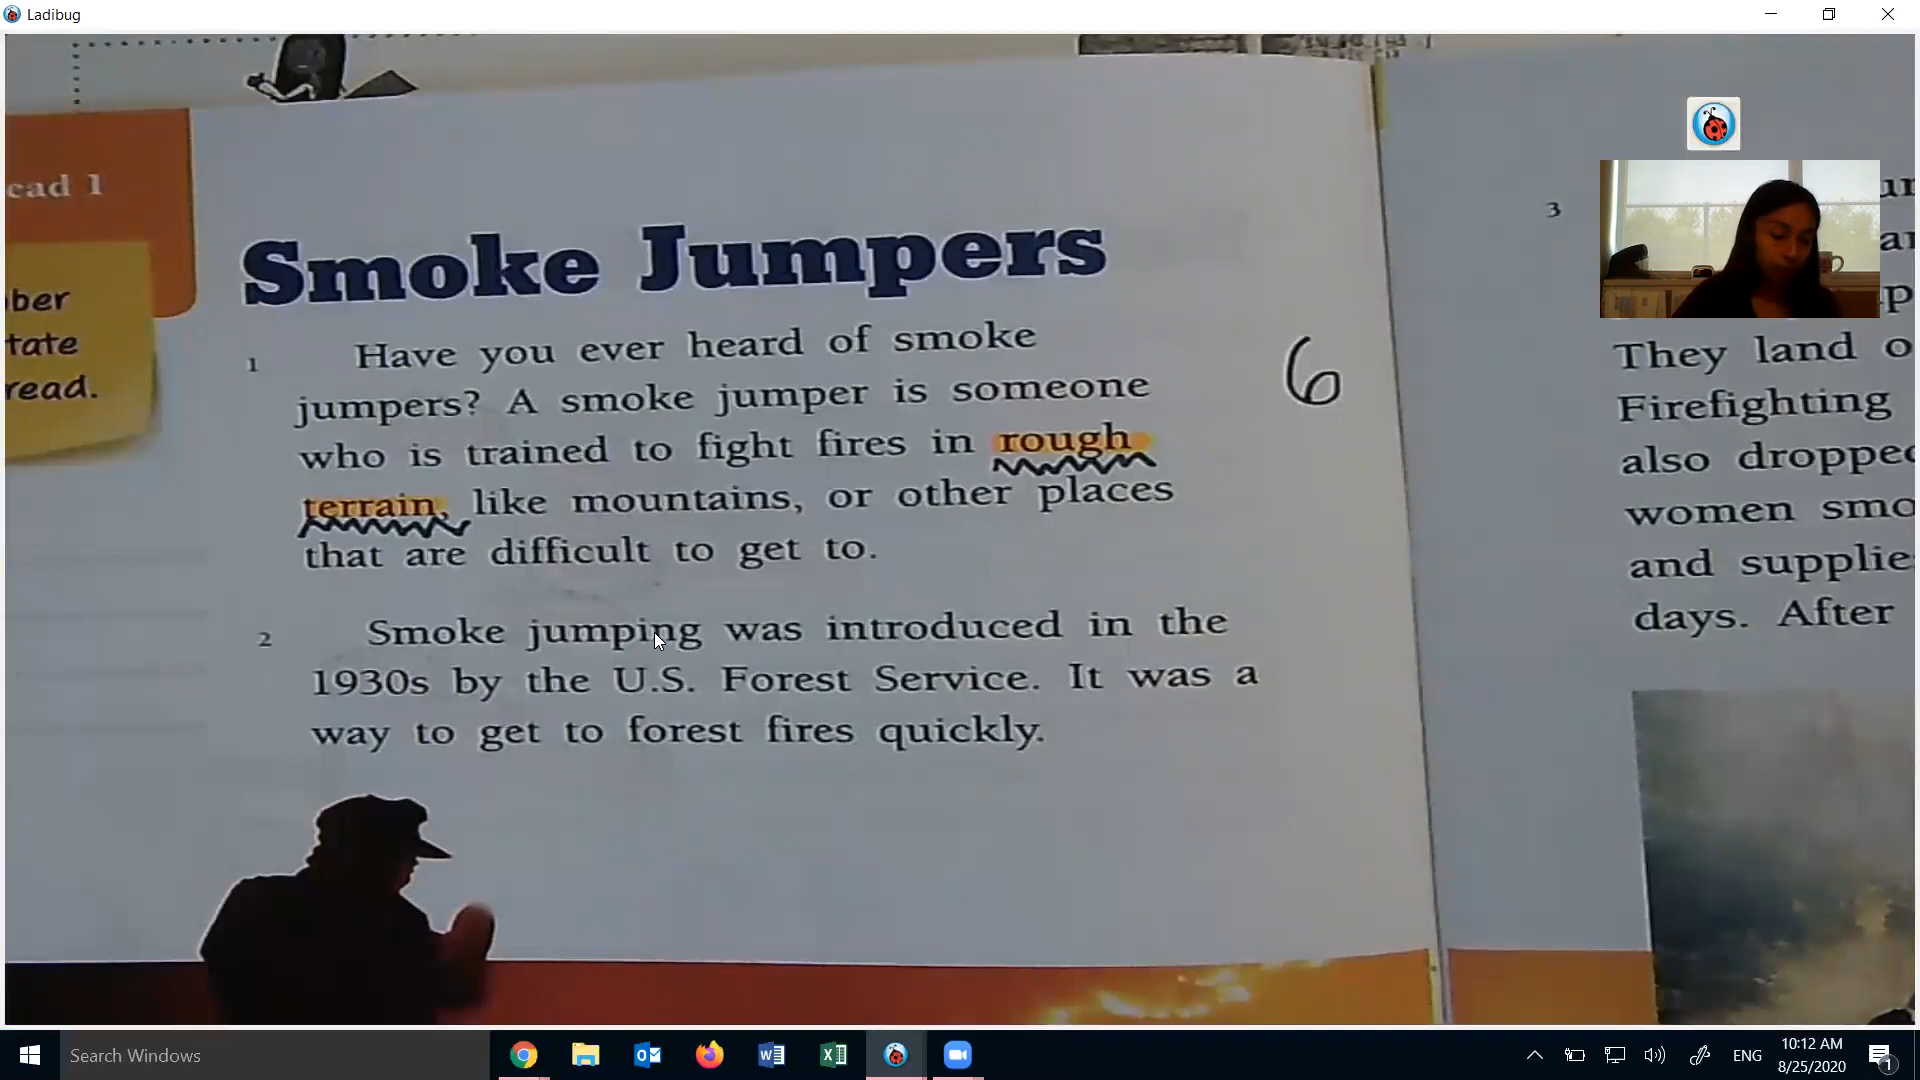 Ladibug
ead 1
ber
tate
read.
Smoke Jumpers
1 Have you ever heard of smoke
jumpers? A smoke jumper is someone
who is trained to fight fires in rough
terrain, like mountains, or other places
that are difficult to get to.
6
2 Smoke jumping was introduced in the
1930s by the U.S. Forest Service. It was a
way to get to forest fires quickly.
3
They land o
Firefighting
also droppe
women smo
and supplie
days. After
Search Windows
ENG
10:12 AM
8/25/2020
1